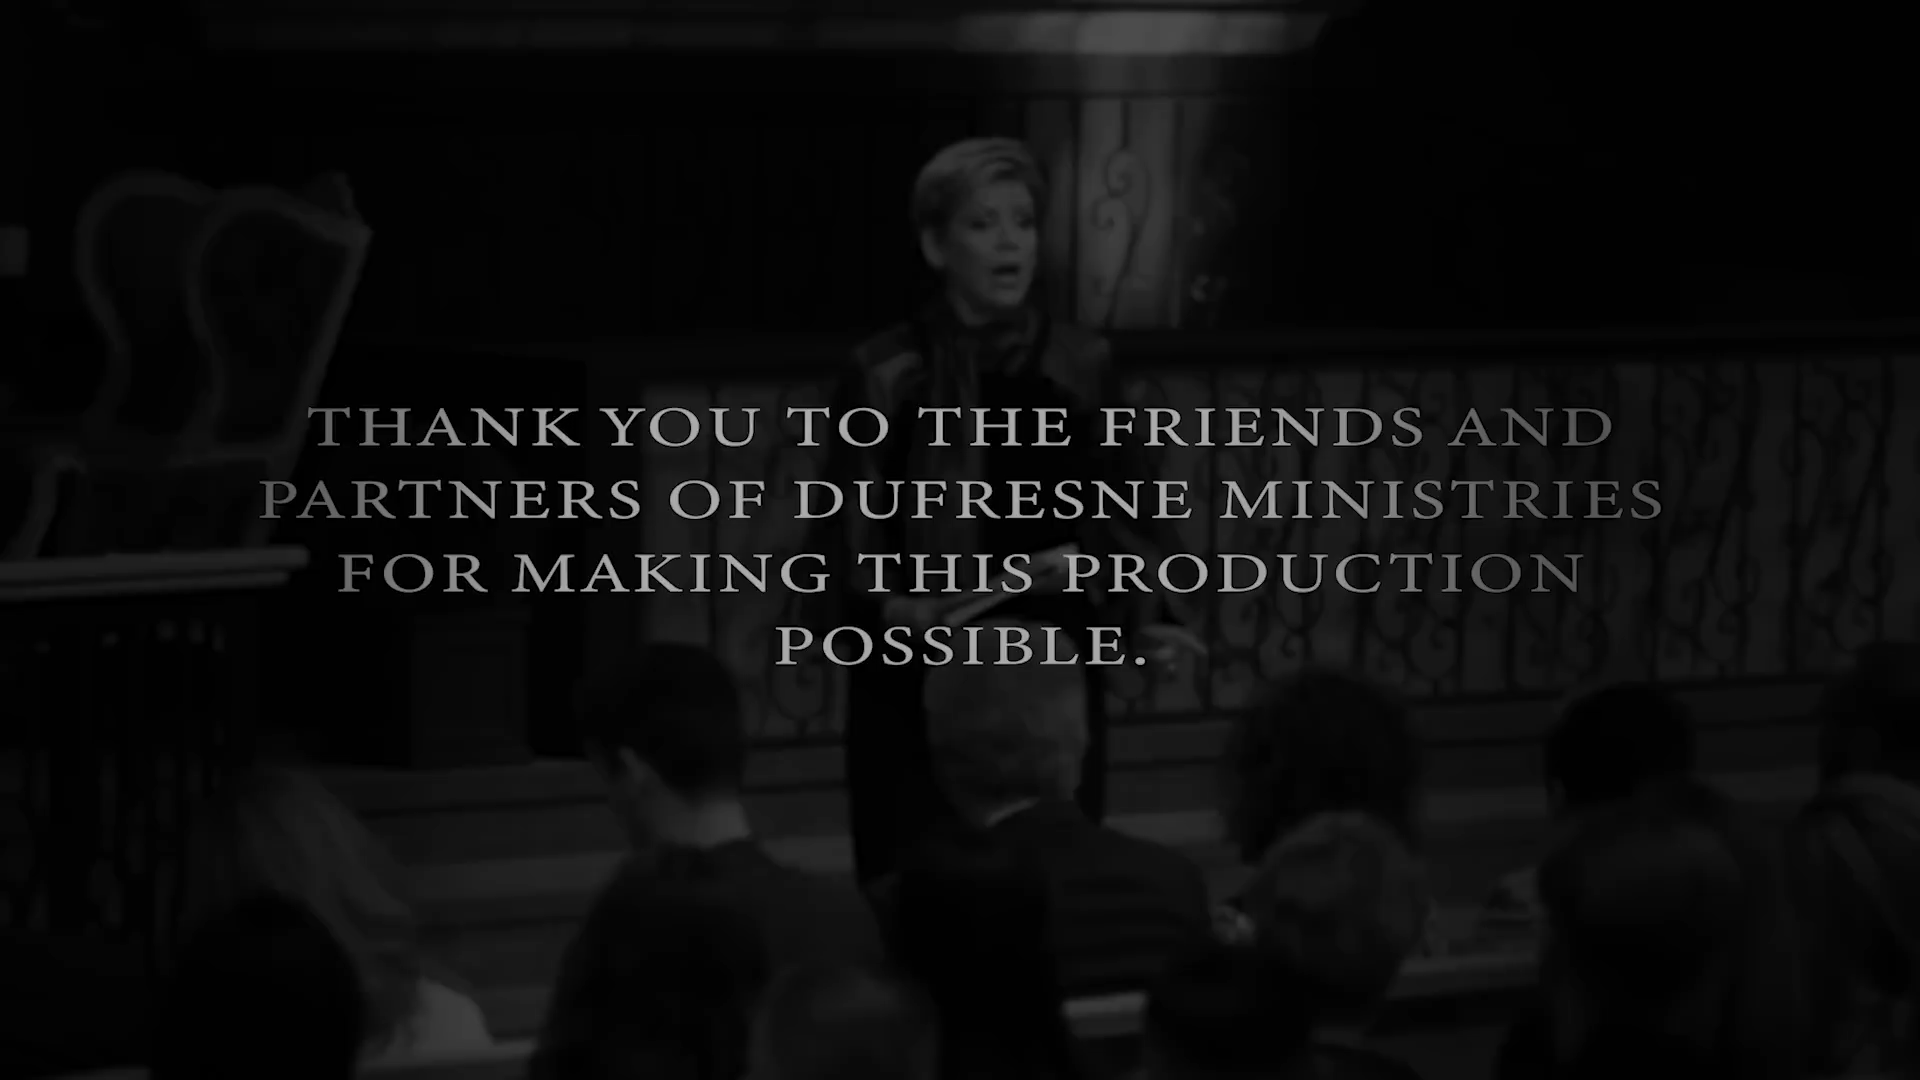 THANK YOU TO THE FRIENDS AND
PARTNERS OF DUFRESNE MINISTRIES
FOR MAKING THIS PRODUCTION
POSSIBLE.